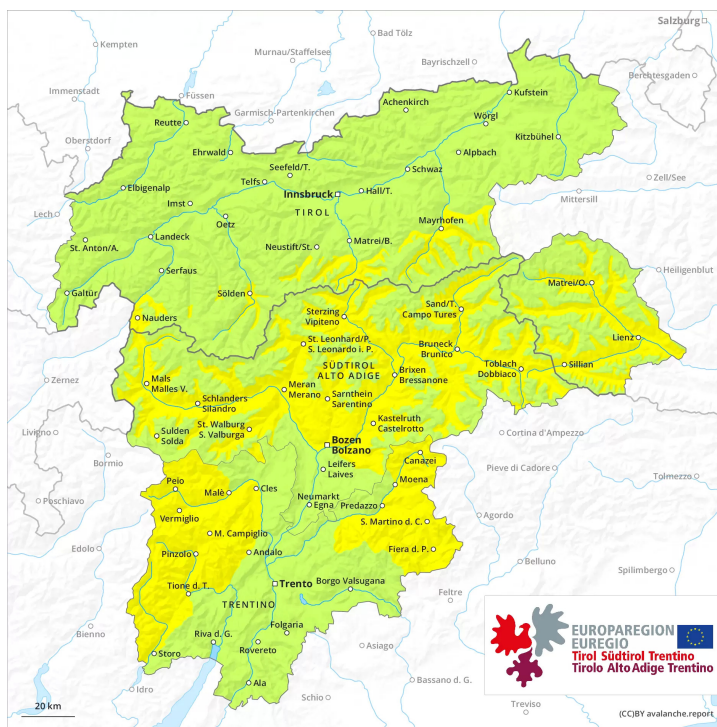 Salzburg
Bad Tölz
Kempten
Murnau/Staffelsee
Bayrischzell
Berchtesgaden
Immenstadt
Füssen
Garmisch-Partenkirchen
Achenkirch
Kufstein
Reutte
Wörgl
Oberstdorf
Ehrwald
Kitzbühel
Seefeld/T.
Alpbach
Telfs
Schwaz
Elbigenalp
Innsbruck
Hall/T.
Zell/See
Imst
TIROL
Mittersill
Lech
Oetz
Mayrhofen
St. Anton/A.
Landeck
Neustift/St.
Matrei/B.
Serfaus
Heiligenblut
Galtür
Sölden
Matrei/O.
Nauders
Sterzing
Vipiteno
Sand/T.
Campo Tures
Lienz
St. Leonhard/P.
S. Leonardo i. P.
Bruneck
Brunico
SÜDTIROL
ALTO ADIGE
Brixen
Bressanone
Toblach
Dobbiaco
Sillian
Zernez
Mals
Malles V.
Meran
Merano
Schlanders
Silandro
Sarnthein
Sarentino
St. Walburg
S. Valburga
Kastelruth
Castelrotto
Livigno
Sulden
Solda
Bozen
Bolzano
Cortina d'Ampezzo
Bormio
Canazei
Leifers
Laives
Pieve di Cadore
Tolmezzo
Poschiavo
Peio
Malè
Cles
Moena
Neumarkt
Egna
Predazzo
Vermiglio
Agordo
S. Martino d. C.
M. Campiglio
Edolo
Pinzolo
Andalo
Fiera d. P.
Belluno
Spilimbergo
Tione d. T.
Trento
Borgo Valsugana
Feltre
TRENTINO
Bienno
Folgaria
Riva d. G.
Rovereto
Asiago
Storo
Ala
Bassano d. G.
Idro
Schio
Treviso
EUROPAREGION
EUREGIO
Tirol Südtirol Trentino
Tirolo Alto Adige Trentino
20 km
(CC)BY avalanche.report